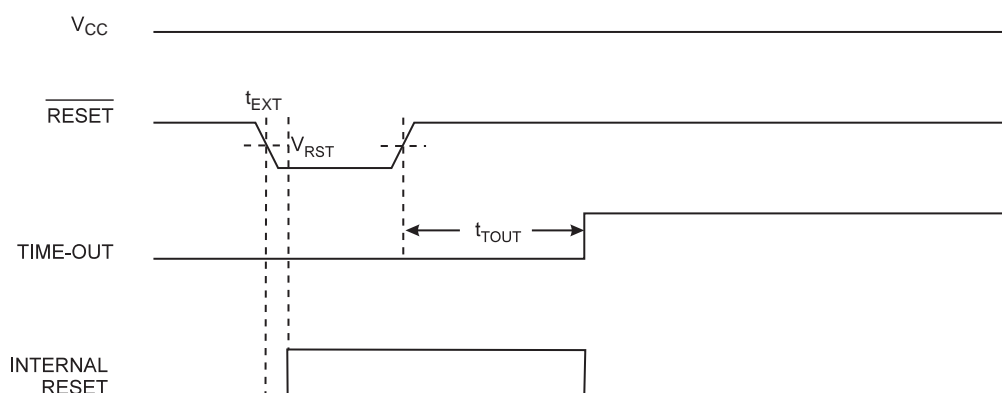 VCC
RESET
tEXT
VRST
tTOUT
TIME-OUT
INTERNAL
RESET